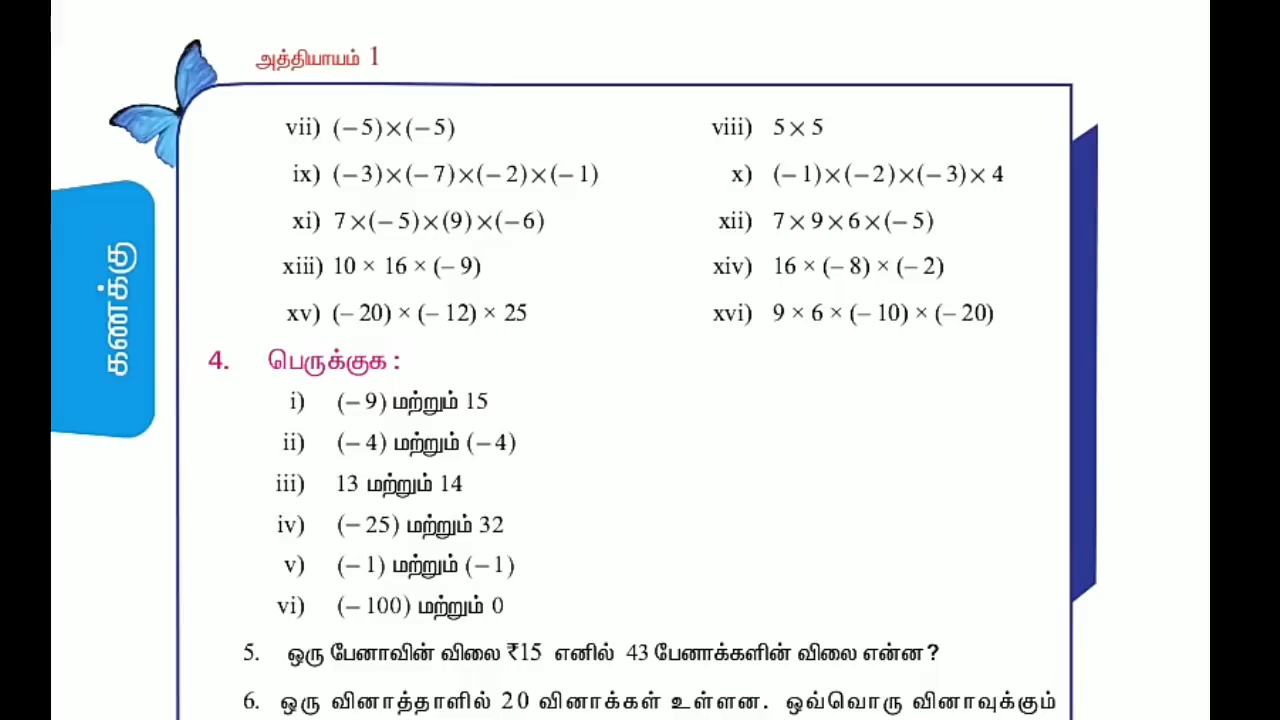 அத்தியாயம் 1
vii) (−5)×(−5) viii) 5×5
ix) (−3)×(−7)×(−2)×(−1) x) (−1)×(−2)×(−3)×4
xi) 7×(−5)×(9)×(−6) xii) 7×9×6×(−5)
xiii) 10 × 16 × (−9) xiv) 16 × (−8) × (−2)
xv) (−20) × (−12) × 25 xvi) 9 × 6 × (−10) × (−20)
கணக்கு
4. பெருக்குக :
i) (−9) மற்றும் 15
ii) (−4) மற்றும் (−4)
iii) 13 மற்றும் 14
iv) (−25) மற்றும் 32
v) (−1) மற்றும் (−1)
vi) (−100) மற்றும் 0
5. ஒரு பேனாவின் விலை ₹15 எனில் 43 பேனாக்களின் விலை என்ன?
6. ஒரு வினாத்தாளில் 20 வினாக்கள் உள்ளன. ஒவ்வொரு வினாவுக்கும்